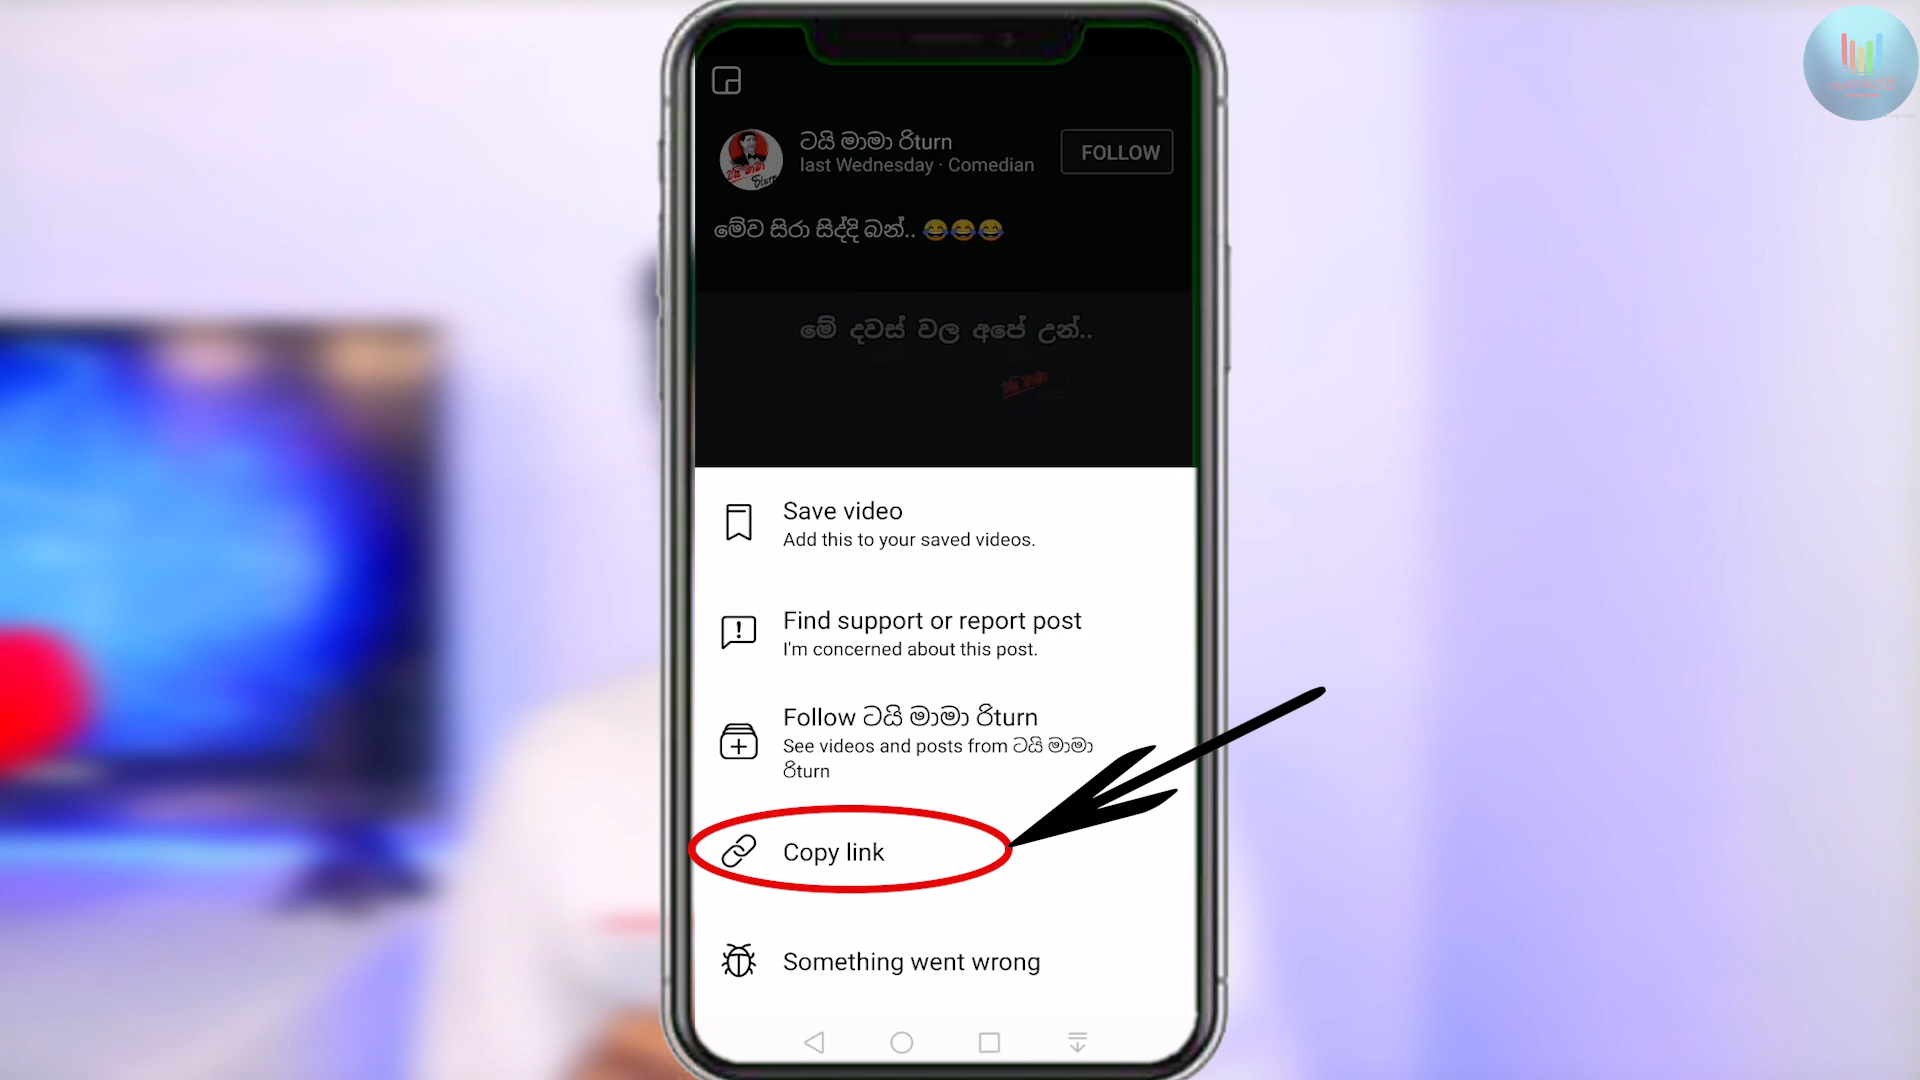 ටයි මාමා රිturn
last Wednesday · Comedian
FOLLOW
මේව සිරා සිද්දි බන්.. 😂😂😂
මේ දවස් වල අපේ උන්..
Save video
Add this to your saved videos.
Find support or report post
I'm concerned about this post.
Follow ටයි මාමා රිturn
See videos and posts from ටයි මාමා
රිturn
Copy link
Something went wrong